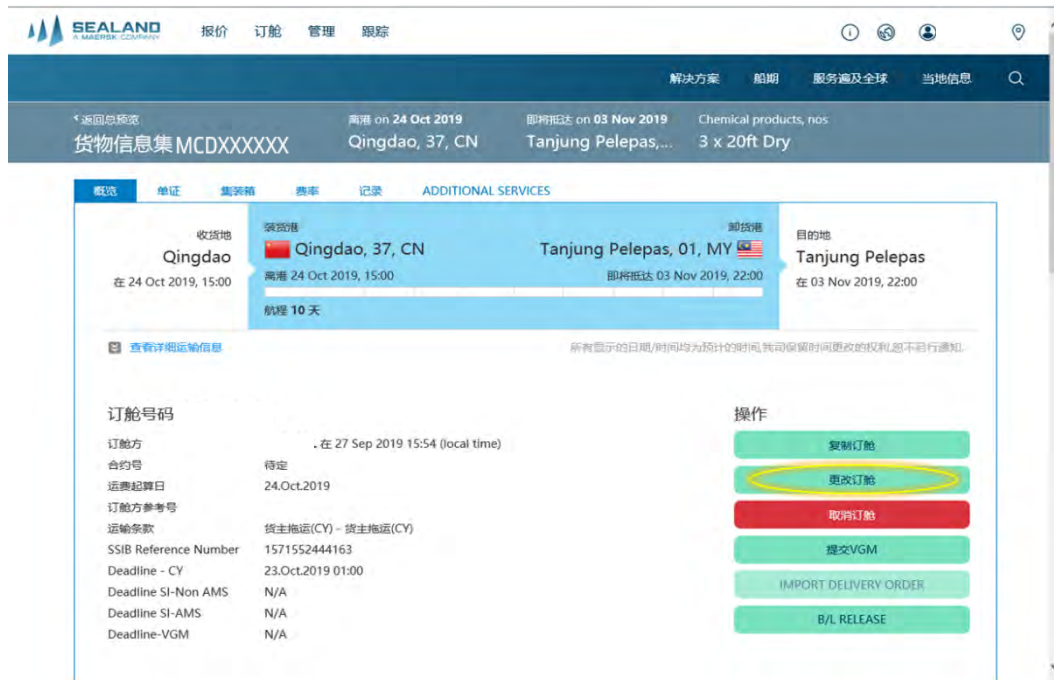 SEALAND 报价 订舱 管理 跟踪
A MAERSK COMPANY
解决方案 船期 服务遍及全球 当地信息
返回总预览 离港 on 24 Oct 2019 即将抵达 on 03 Nov 2019 Chemical products, nos
货物信息集 MCDXXXXXX Qingdao, 37, CN Tanjung Pelepas,... 3 x 20ft Dry
概览 单证 集装箱 费率 记录 ADDITIONAL SERVICES
收货地 装货港 卸货港 目的地
Qingdao Qingdao, 37, CN Tanjung Pelepas, 01, MY Tanjung Pelepas
在 24 Oct 2019, 15:00 离港 24 Oct 2019, 15:00 即将抵达 03 Nov 2019, 22:00 在 03 Nov 2019, 22:00
航程 10 天
查看详细运输信息 所有显示的日期/时间均为预计的时间,我司保留时间更改的权利,恕不另行通知.
订舱号码 操作
订舱方 . 在 27 Sep 2019 15:54 (local time) 复制订舱
合约号 待定
运费起算日 24.Oct.2019 更改订舱
订舱方参考号
运输条款 货主拖运(CY) – 货主拖运(CY) 取消订舱
SSIB Reference Number 1571552444163 提交VGM
Deadline - CY 23.Oct.2019 01:00
Deadline SI-Non AMS N/A IMPORT DELIVERY ORDER
Deadline SI-AMS N/A B/L RELEASE
Deadline-VGM N/A